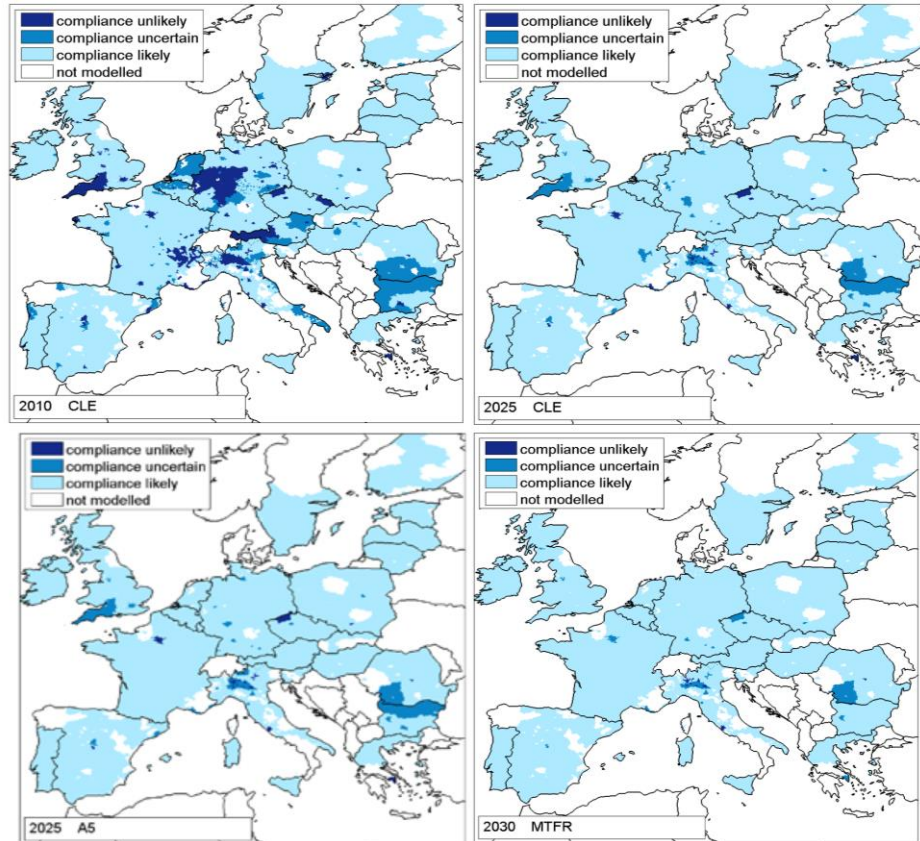 compliance unlikely
compliance uncertain
compliance likely
not modelled
2010 CLE
compliance unlikely
compliance uncertain
compliance likely
not modelled
2025 CLE
compliance unlikely
compliance uncertain
compliance likely
not modelled
2025 A5
compliance unlikely
compliance uncertain
compliance likely
not modelled
2030 MTFR